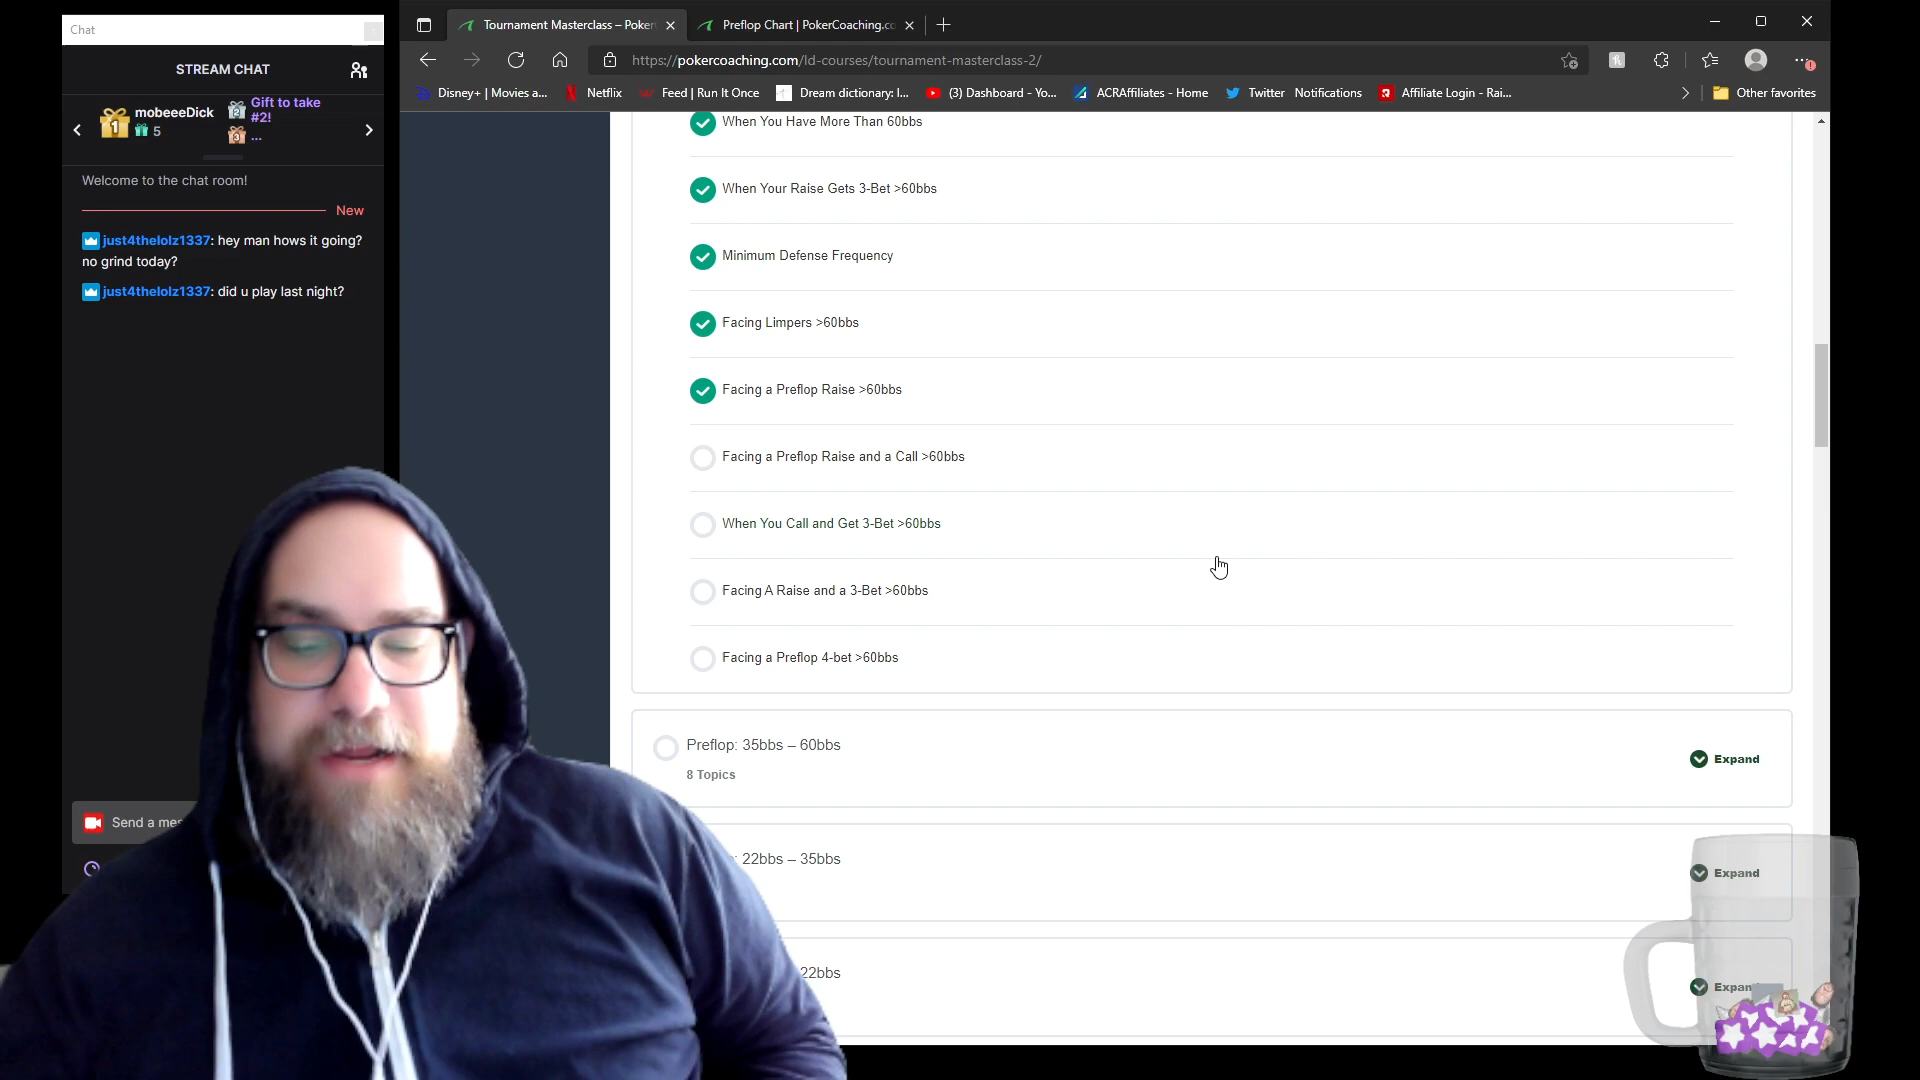 Chat
STREAM CHAT
1
mobeeeDick
5
2
Gift to take
#2!
3
...
Welcome to the chat room!
New
just4thelolz1337: hey man hows it going?
no grind today?
just4thelolz1337: did u play last night?
Send a mes
Tournament Masterclass – Poker
Preflop Chart | PokerCoaching.co
https://pokercoaching.com/ld-courses/tournament-masterclass-2/
Disney+ | Movies a...
Netflix
Feed | Run It Once
Dream dictionary: I...
(3) Dashboard - Yo...
ACRAffiliates - Home
Twitter
Notifications
Affiliate Login - Rai...
Other favorites
When You Have More Than 60bbs
When Your Raise Gets 3-Bet >60bbs
Minimum Defense Frequency
Facing Limpers >60bbs
Facing a Preflop Raise >60bbs
Facing a Preflop Raise and a Call >60bbs
When You Call and Get 3-Bet >60bbs
Facing A Raise and a 3-Bet >60bbs
Facing a Preflop 4-bet >60bbs
Preflop: 35bbs – 60bbs
8 Topics
Expand
: 22bbs – 35bbs
Expand
22bbs
Expand